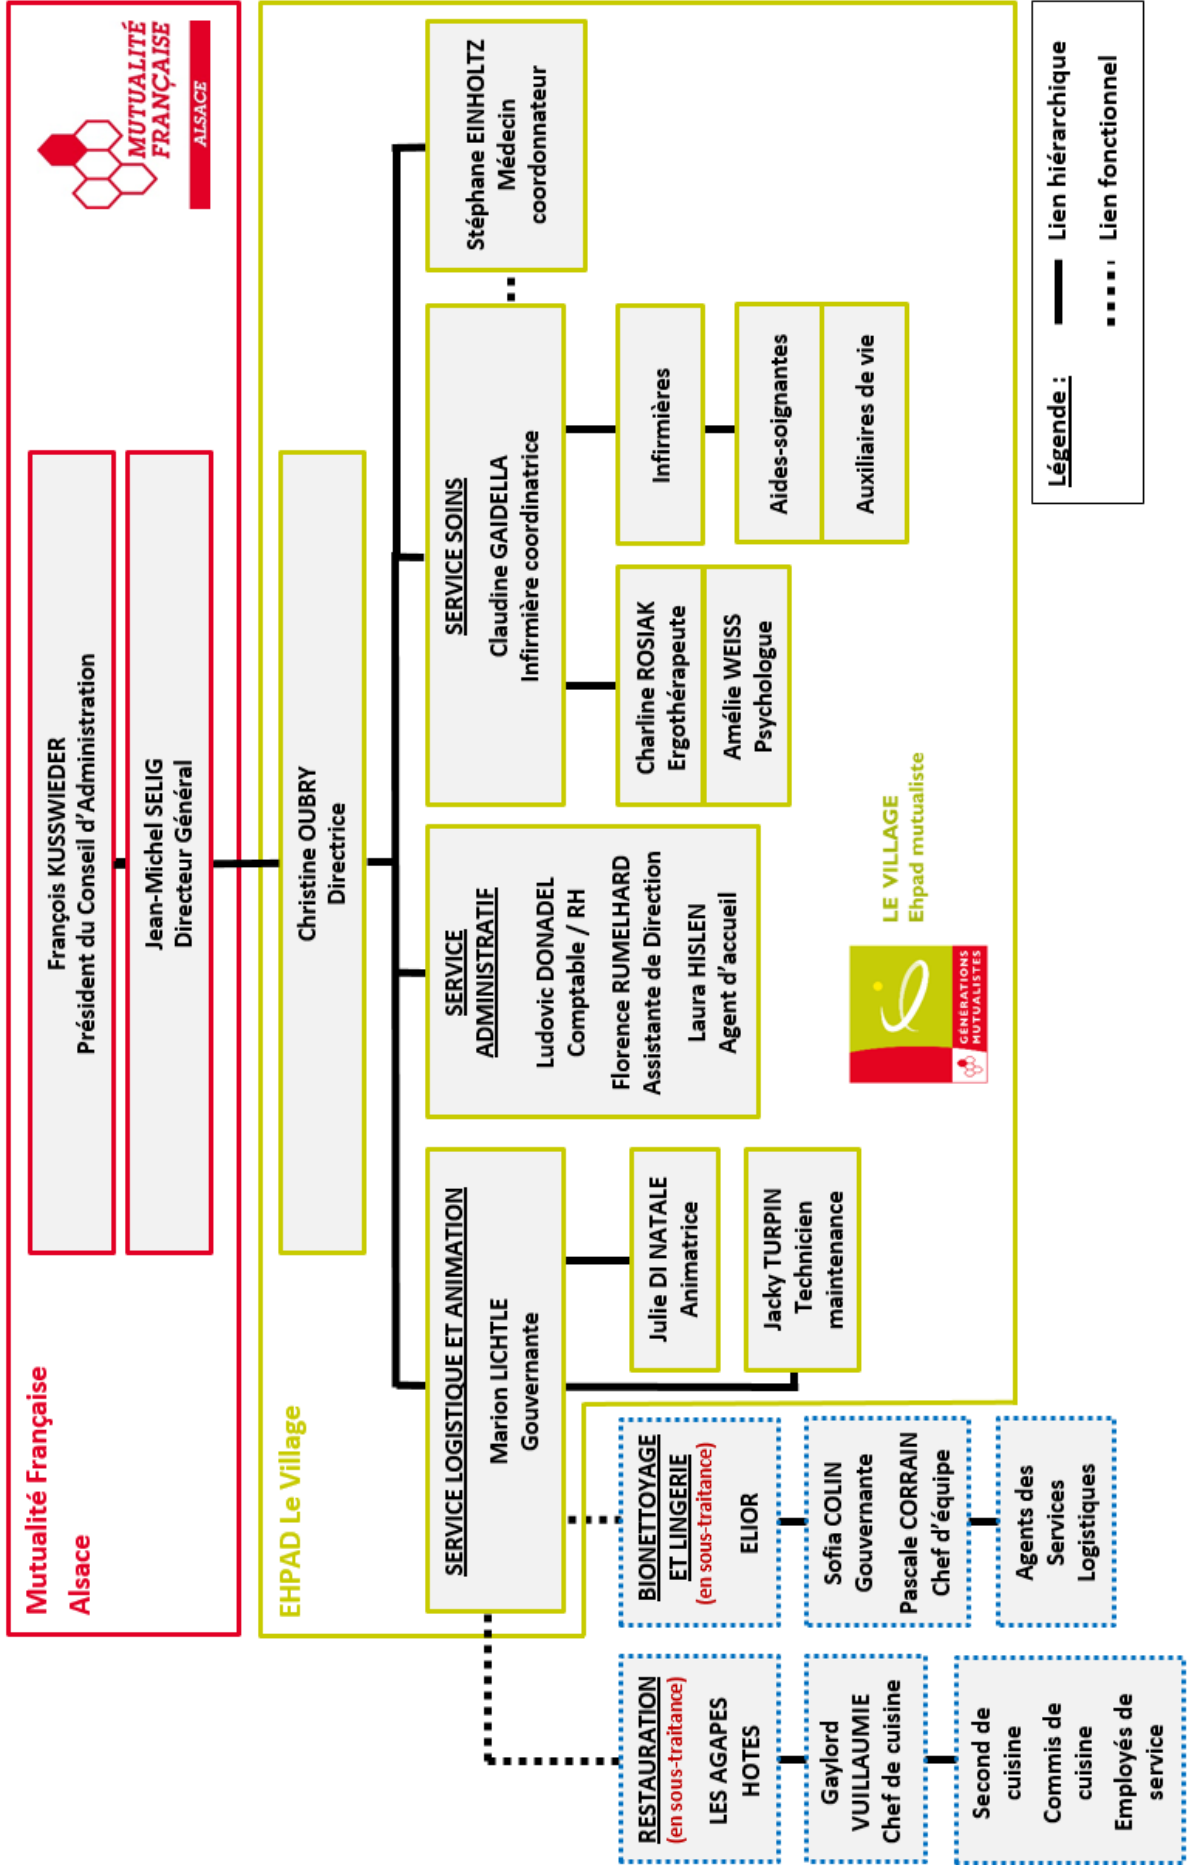 Mutualité Française
Alsace
François KUSSWIEDER
Président du Conseil d'Administration
Jean-Michel SELIG
Directeur Général
MUTUALITÉ
FRANÇAISE
ALSACE
EHPAD Le Village
Christine OUBRY
Directrice
SERVICE LOGISTIQUE ET ANIMATION
Marion LICHTLE
Gouvernante
SERVICE
ADMINISTRATIF
Ludovic DONADEL
Comptable / RH
Florence RUMELHARD
Assistante de Direction
Laura HISLEN
Agent d'accueil
SERVICE SOINS
Claudine GAIDELLA
Infirmière coordinatrice
Stéphane EINHOLTZ
Médecin
coordonnateur
RESTAURATION
(en sous-traitance)
LES AGAPES
HOTES
BIONETTOYAGE
ET LINGERIE
(en sous-traitance)
ELIOR
Julie DI NATALE
Animatrice
Jacky TURPIN
Technicien
maintenance
Charline ROSIAK
Ergothérapeute
Amélie WEISS
Psychologue
Infirmières
Aides-soignantes
Auxiliaires de vie
Gaylord
VUILLAUMIE
Chef de cuisine
Sofia COLIN
Gouvernante
Pascale CORRAIN
Chef d'équipe
Second de
cuisine
Commis de
cuisine
Employés de
service
Agents des
Services
Logistiques
GÉNÉRATIONS
MUTUALISTES
LE VILLAGE
Ehpad mutualiste
Légende :
Lien hiérarchique
Lien fonctionnel